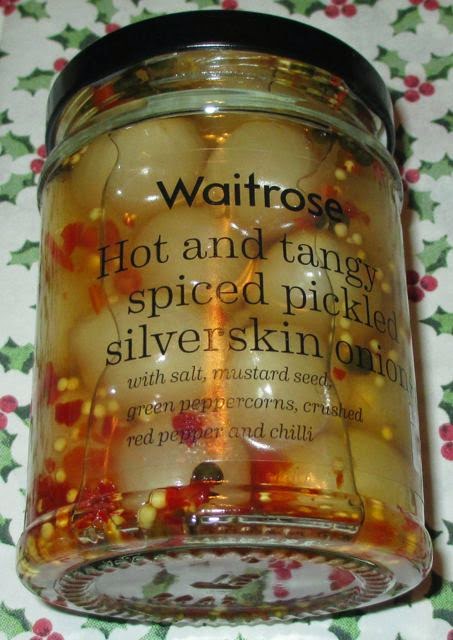 Waitrose
Hot and tangy
spiced pickled
silverskin onions
with salt, mustard seed,
green peppercorns, crushed
red pepper and chilli